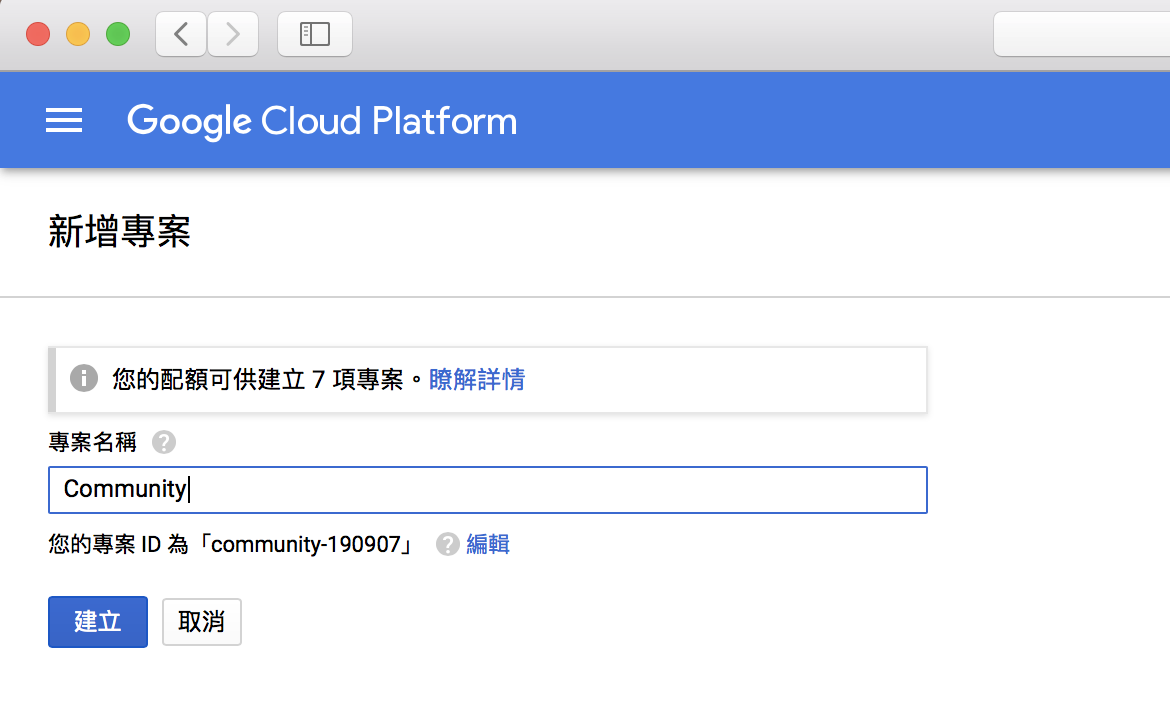 Google Cloud Platform
新增專案
您的配額可供建立 7 項專案。瞭解詳情
專案名稱
Community
您的專案 ID 為「community-190907」 編輯
建立 取消